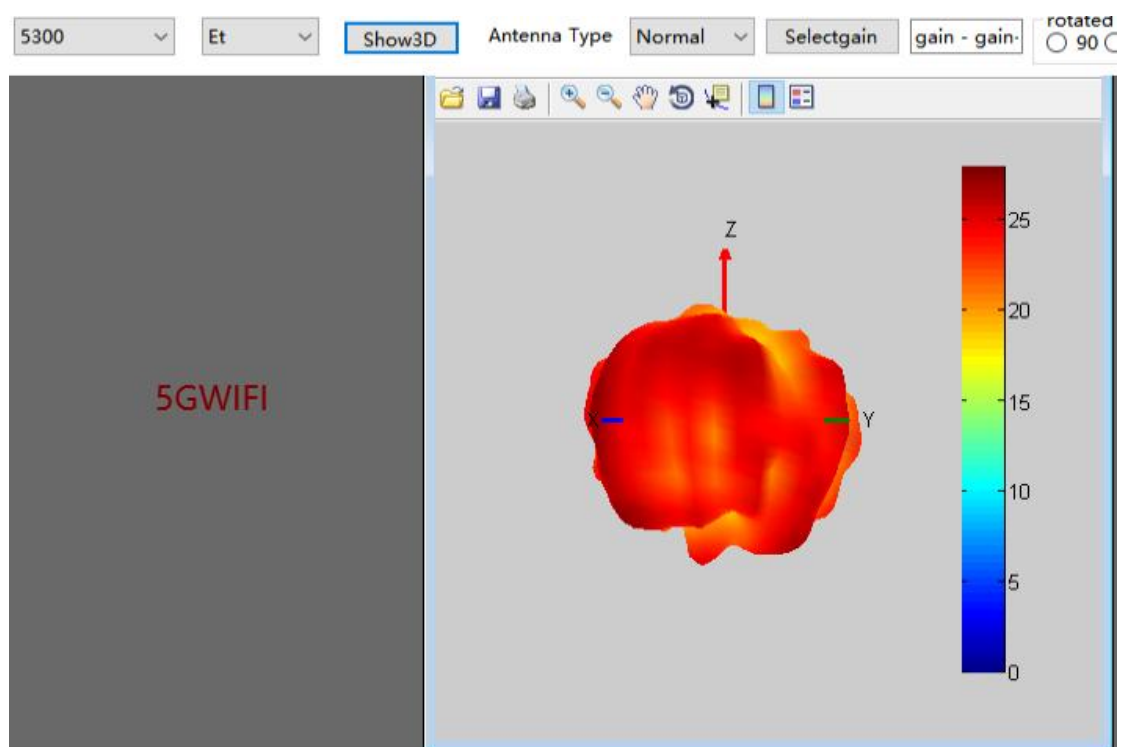 rotated
5300 Et Show3D Antenna Type Normal Selectgain gain - gain- 90
Z
25
20
5GWIFI
15
X Y
10
5
0